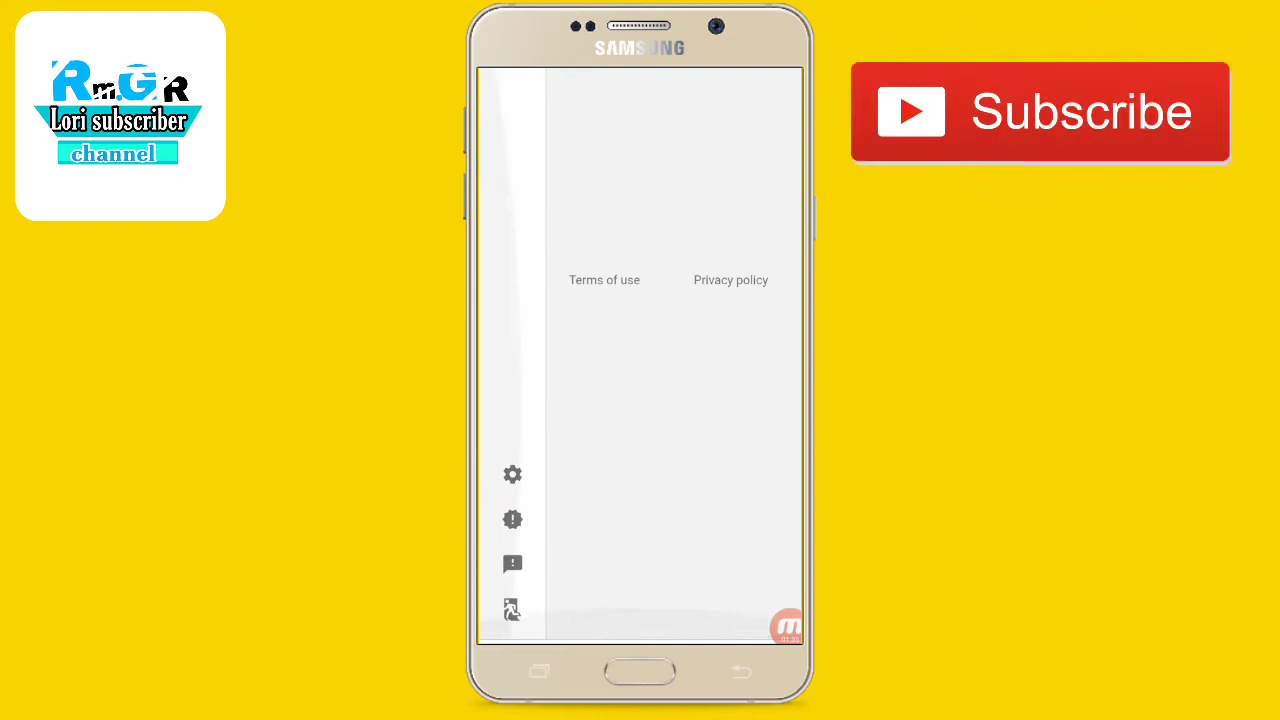 RmGR
Lori subscriber
channel
SAMSUNG
Subscribe
Terms of use
Privacy policy